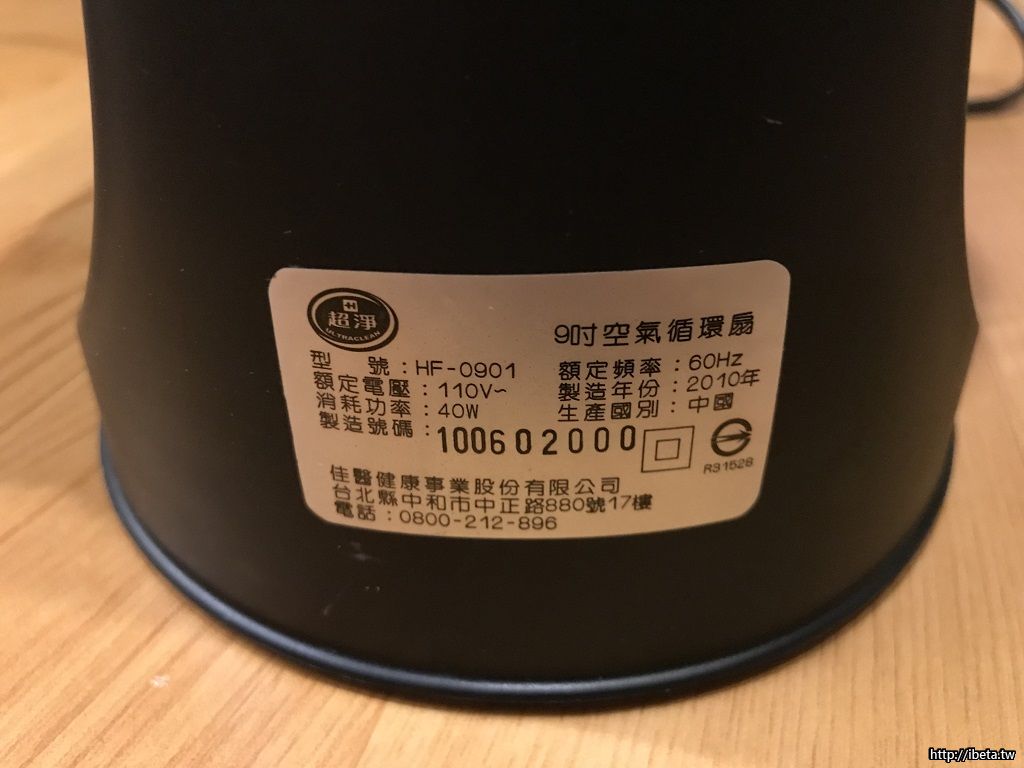 超淨
ULTRACLEAN
9吋空氣循環扇
型 號：HF-0901 額定頻率：60Hz
額定電壓：110V~ 製造年份：2010年
消耗功率：40W 生產國別：中國
製造號碼：100602000
R31528
佳醫健康事業股份有限公司
台北縣中和市中正路880號17樓
電話：0800-212-896
http://ibeta.tw